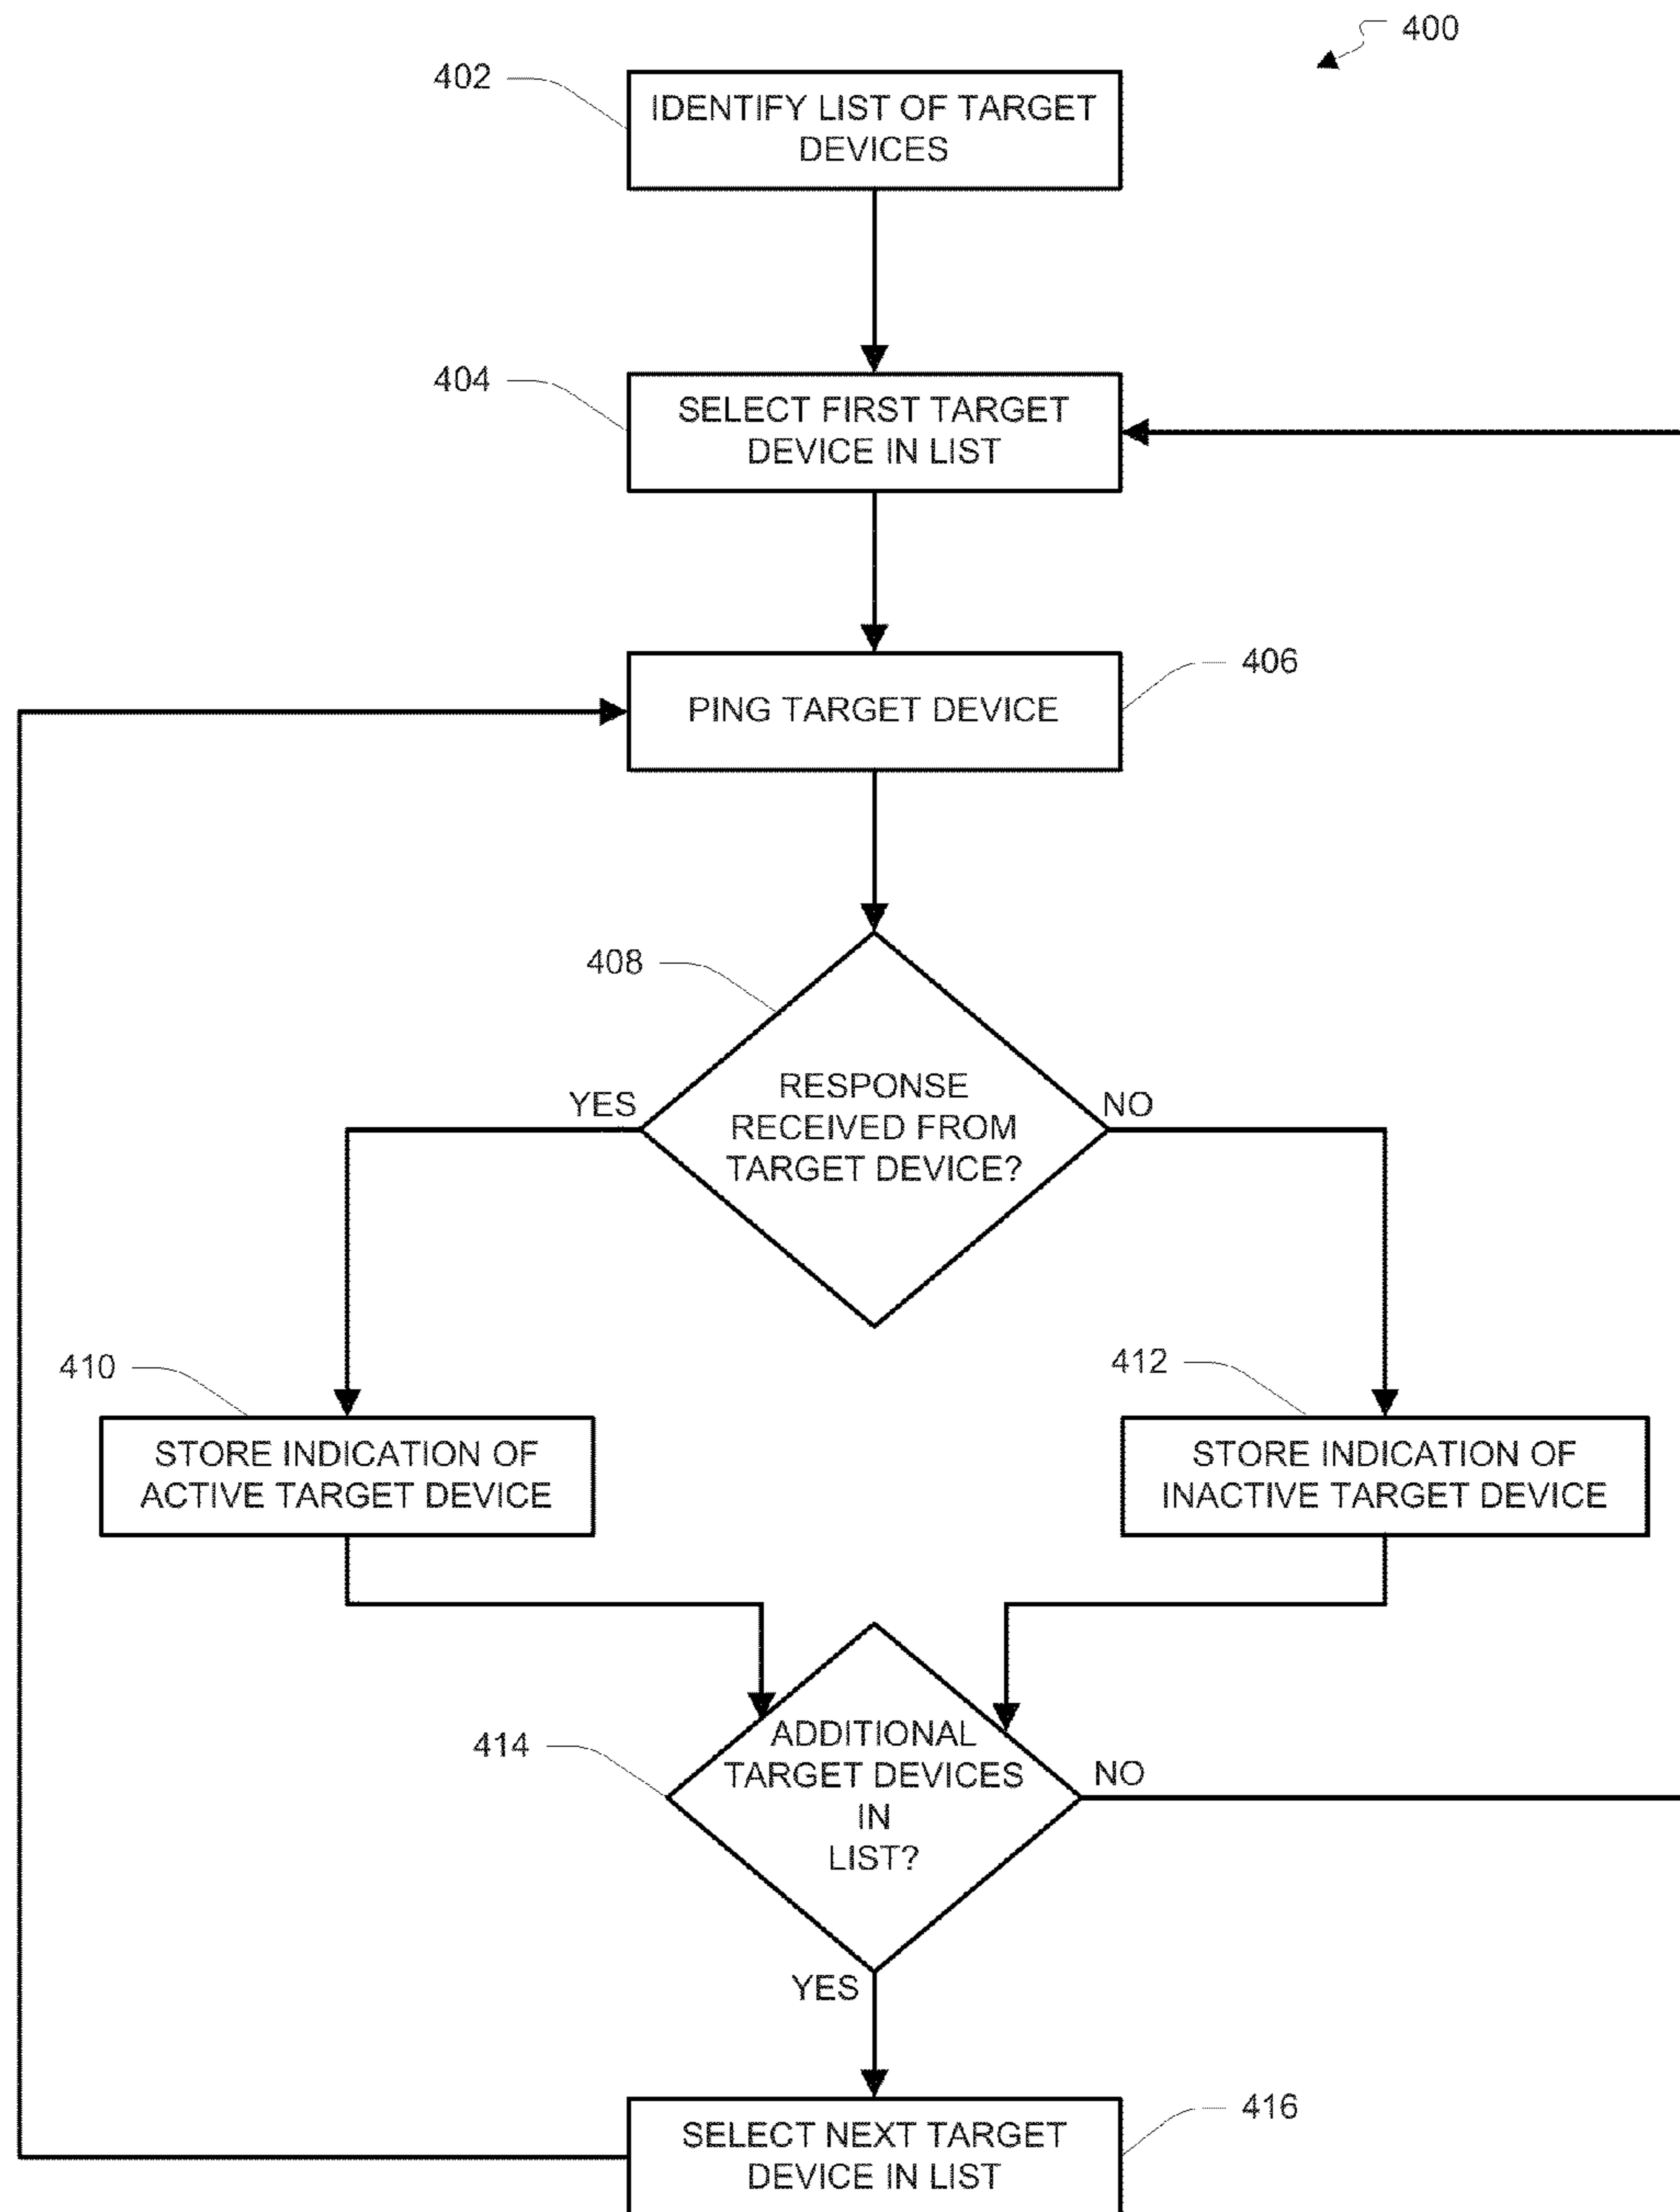 400
402
IDENTIFY LIST OF TARGET
DEVICES
404
SELECT FIRST TARGET
DEVICE IN LIST
406
PING TARGET DEVICE
408
RESPONSE
RECEIVED FROM
TARGET DEVICE?
YES
NO
410
STORE INDICATION OF
ACTIVE TARGET DEVICE
412
STORE INDICATION OF
INACTIVE TARGET DEVICE
414
ADDITIONAL
TARGET DEVICES
IN
LIST?
NO
YES
416
SELECT NEXT TARGET
DEVICE IN LIST